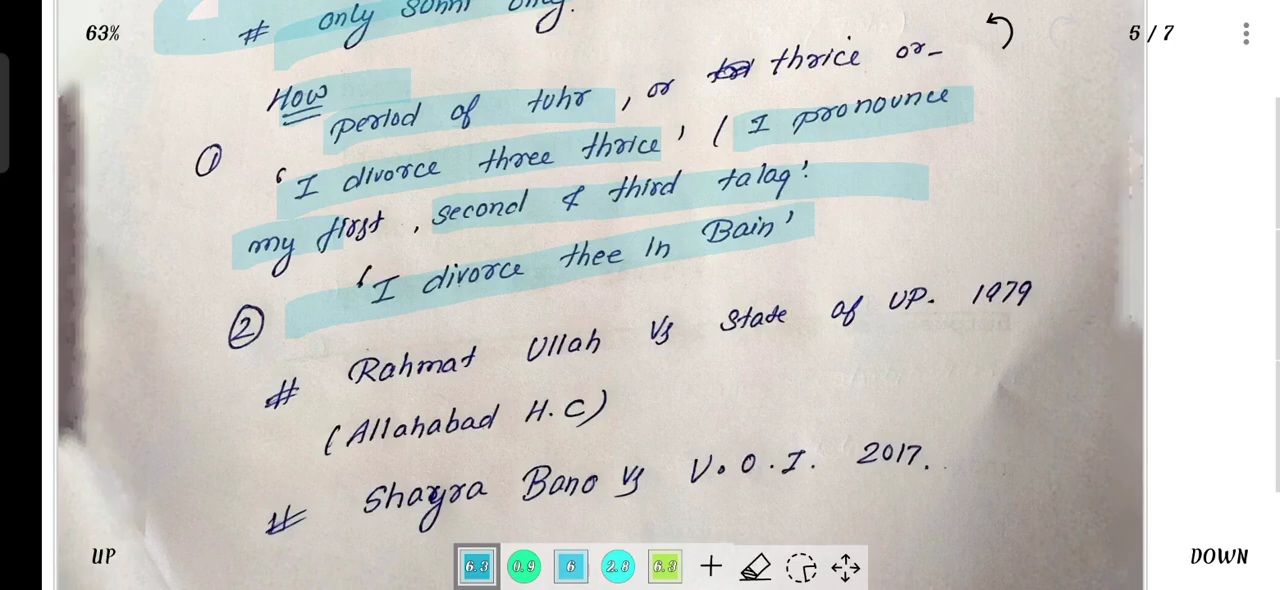 63%
6 / 7
# only Sunni only.
How
① period of tuhr, or thrice or-
'I divorce three thrice' ( I pronounce
my first, second & third talaq'.
② 'I divorce thee In Bain'
# Rahmat Ullah Vs State of UP. 1979
(Allahabad H.C)
# Shayra Bano Vs U.O.I. 2017.
UP
6.3 0.9 6 2.8 6.3
DOWN